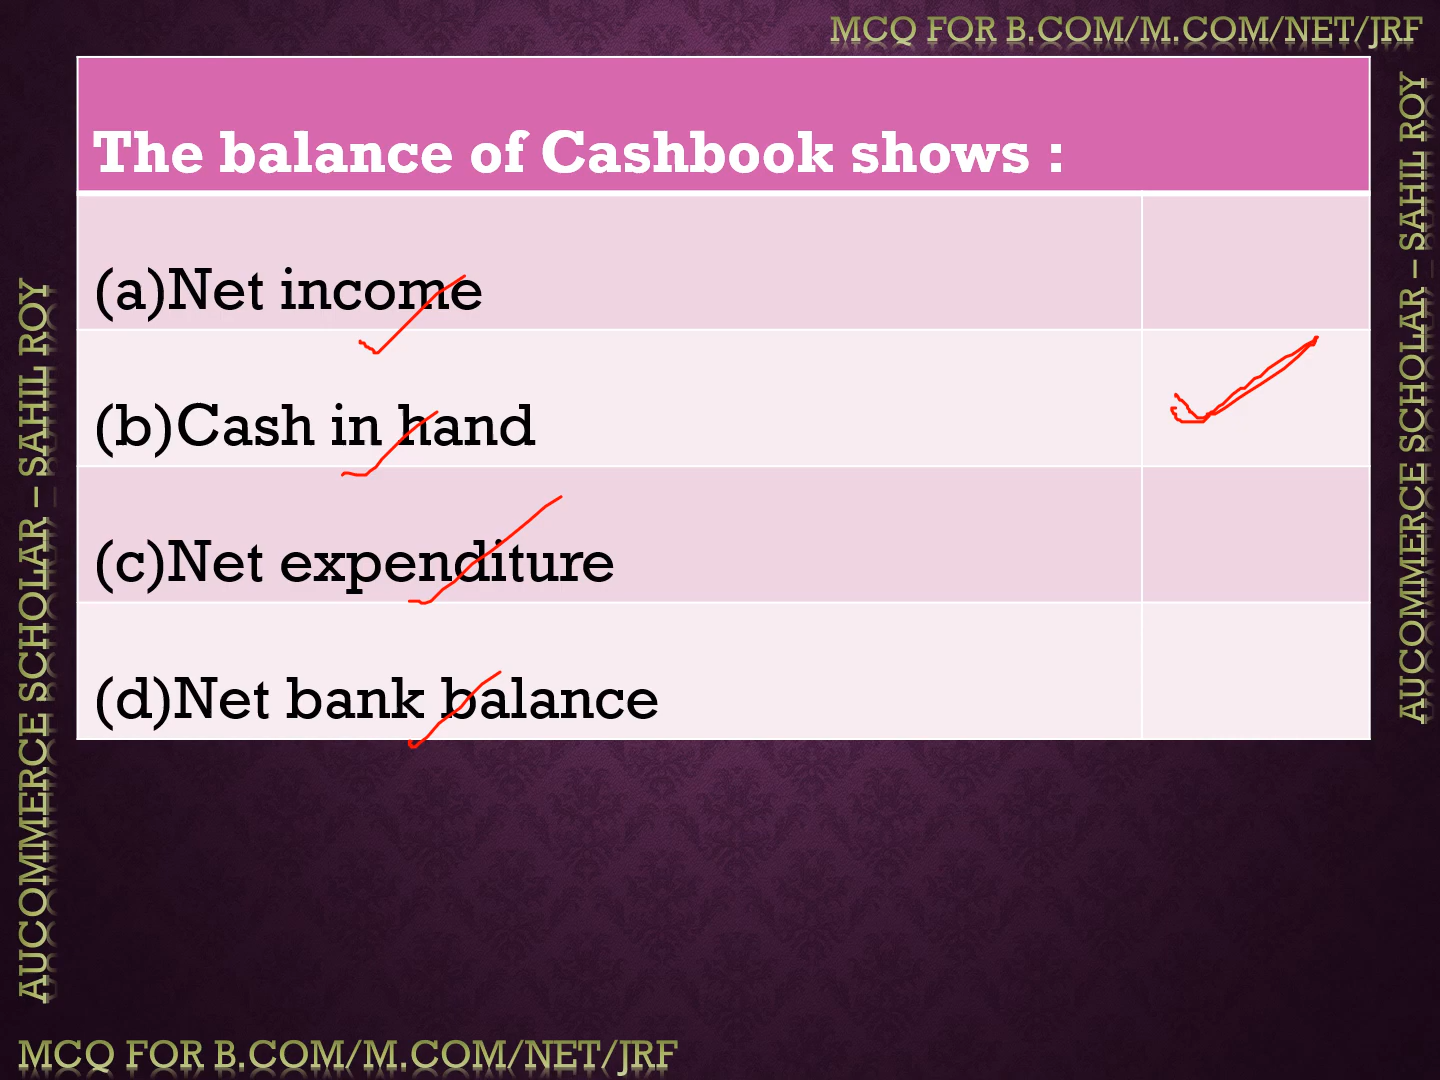 MCQ FOR B.COM/M.COM/NET/JRF
The balance of Cashbook shows :
(a)Net income
(b)Cash in hand
(c)Net expenditure
(d)Net bank balance
AUCOMMERCE SCHOLAR – SAHIL ROY
AUCOMMERCE SCHOLAR – SAHIL ROY
MCQ FOR B.COM/M.COM/NET/JRF